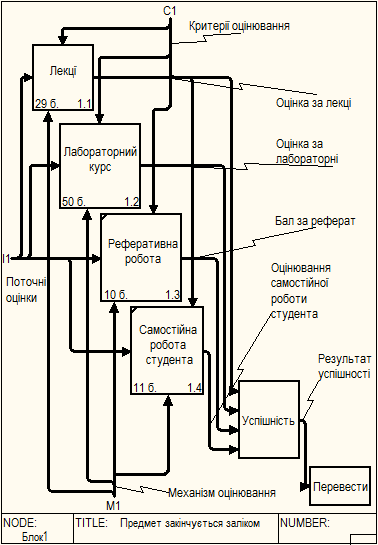 C1
Критерії оцінювання
Лекції
29 б. 1.1
Оцінка за
лекці
Лабораторний
курс
50 б. 1.2
Оцінка за
лабораторні
Реферативна
робота
10 б. 1.3
Бал за реферат
I1
Поточні
оцінки
Самостійна
робота
студента
11 б. 1.4
Оцінювання
самостійної
роботи
студента
Результат
успішності
Успішність
Перевести
Механізм оцінювання
M1
NODE:
Блок1
TITLE: Предмет закінчується заліком
NUMBER: